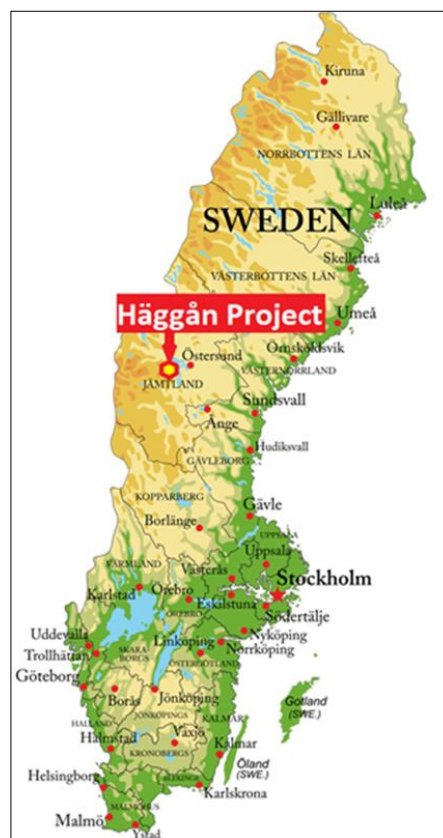 Kiruna
Gällivare
NORRBOTTENS LÄN
SWEDEN
Luleå
Skellefteå
VÄSTERBOTTENS LÄN
Häggån Project
Umeå
Östersund
Örnsköldsvik
VÄSTERNORRLAND
JÄMTLAND
Sundsvall
Ånge
Hudiksvall
GÄVLEBORG
KOPPARBERG
Gävle
Borlänge
UPPSALA
Uppsala
VÄRMLAND
Västerås
Stockholm
Karlstad
Örebro
Eskilstuna
ÖREBRO
Södertälje
Uddevalla
SKARA-
BORGS
Linköping
Nyköping
Norrköping
Trollhättan
ÖSTERGÖTLAND
Göteborg
Gotland
(SWE.)
Borås
Jönköping
JÖNKÖPINGS
KALMAR
HALLAND
Halmstad
Växjö
KRONOBERGS
Kalmar
Öland
(SWE.)
Helsingborg
BLEKINGE
Karlskrona
MALMÖHUS
Malmö
Ystad